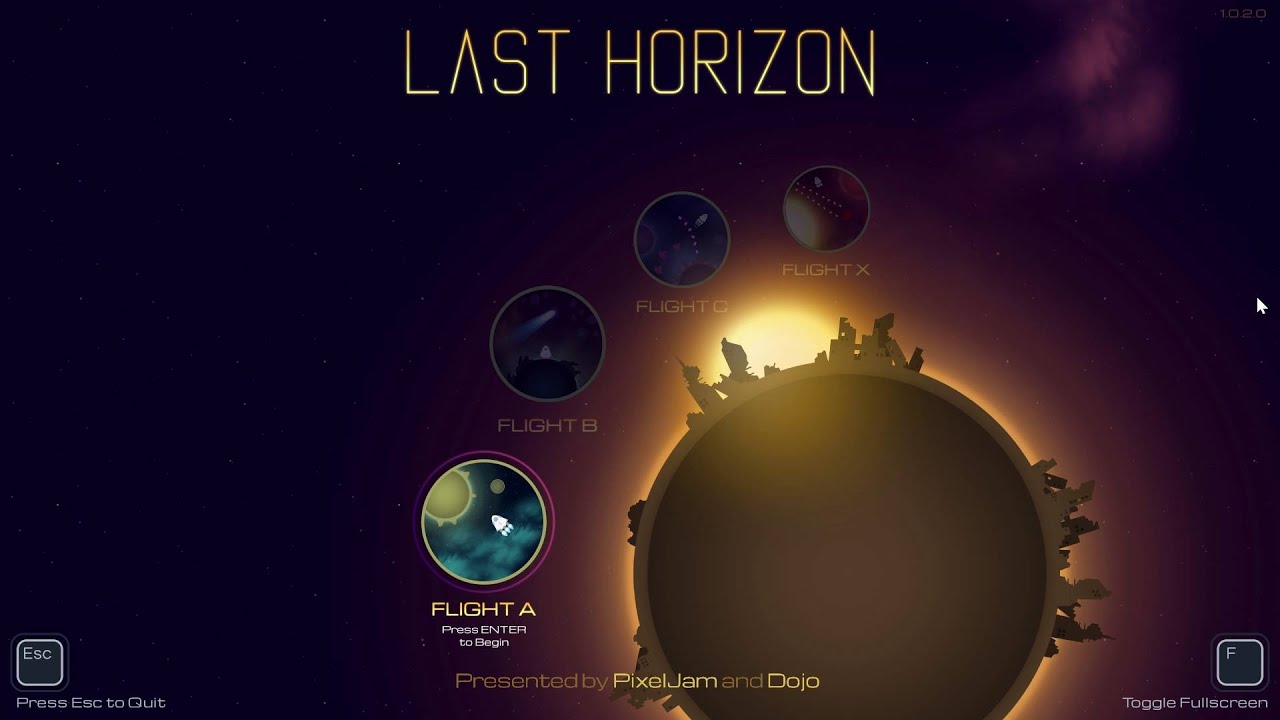 1.0.2.0
LAST HORIZON
FLIGHT X
FLIGHT C
FLIGHT B
FLIGHT A
Press ENTER
to Begin
Esc
F
Presented by PixelJam and Dojo
Press Esc to Quit
Toggle Fullscreen